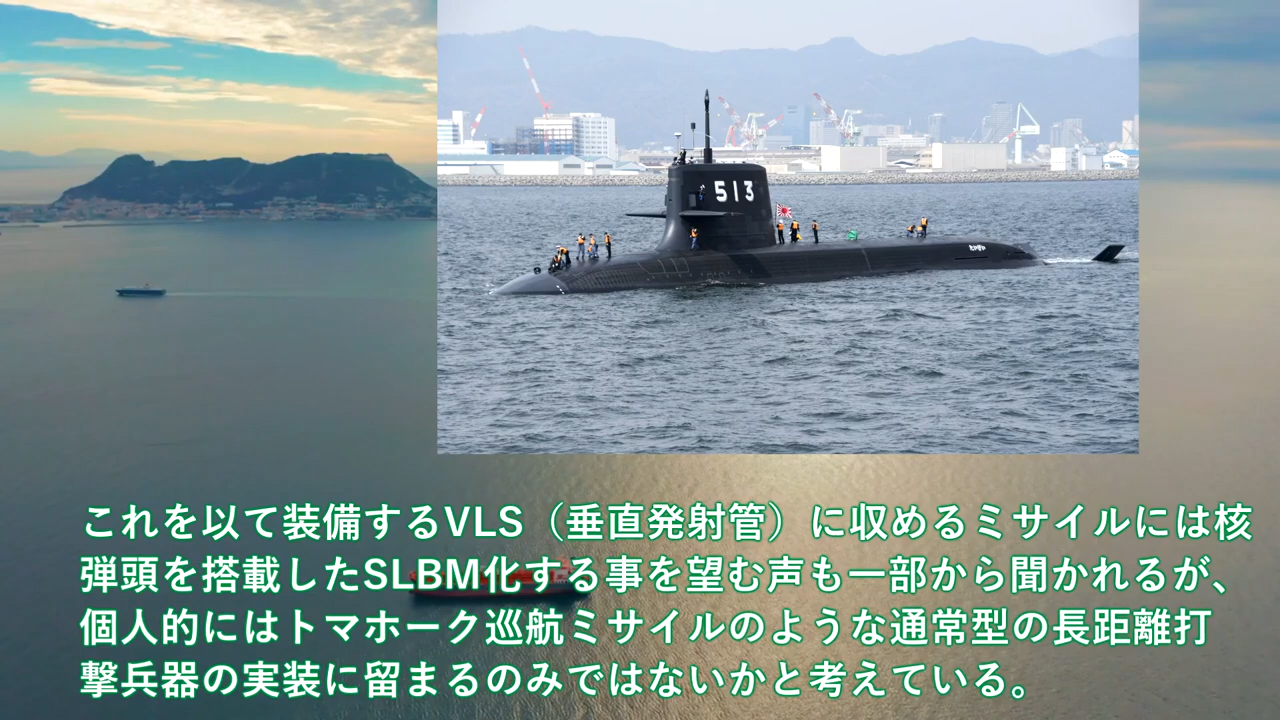 513
たいげい
これを以て装備するVLS（垂直発射管）に収めるミサイルには核
弾頭を搭載したSLBM化する事を望む声も一部から聞かれるが、
個人的にはトマホーク巡航ミサイルのような通常型の長距離打
撃兵器の実装に留まるのみではないかと考えている。